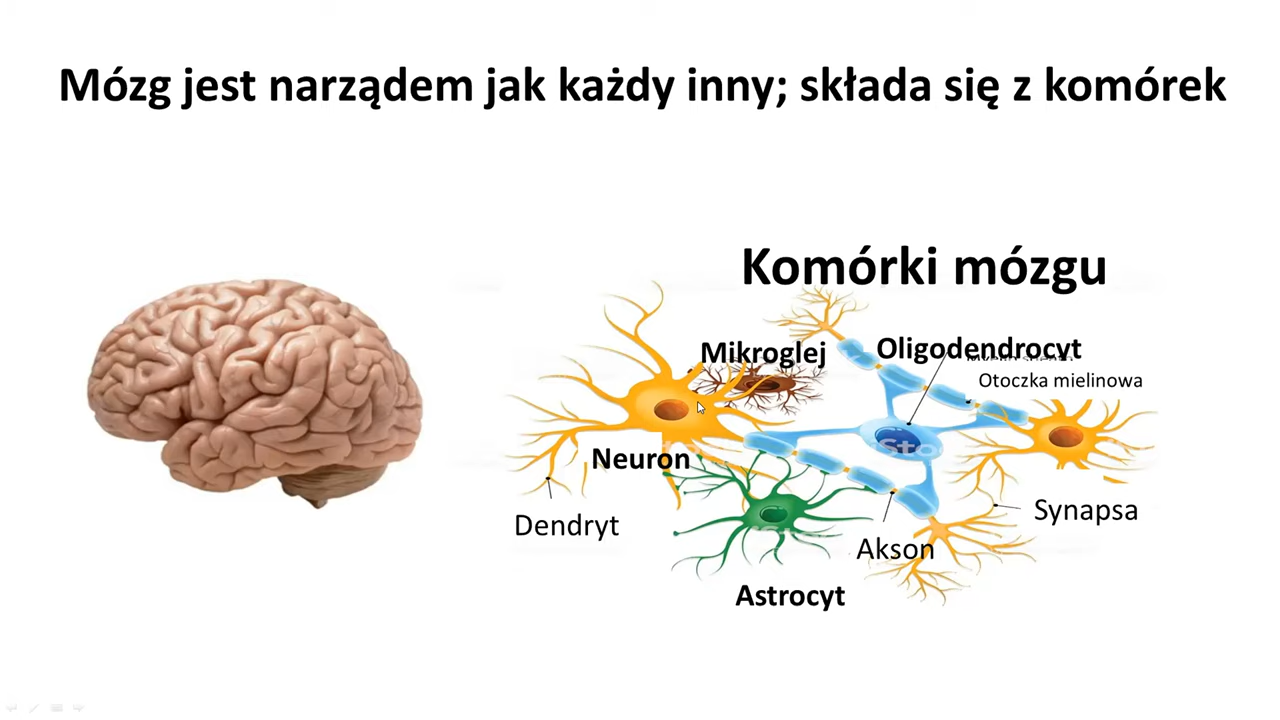 Mózg jest narządem jak każdy inny; składa się z komórek
Komórki mózgu
Mikroglej
Oligodendrocyt
Otoczka mielinowa
Neuron
Dendryt
Synapsa
Akson
Astrocyt